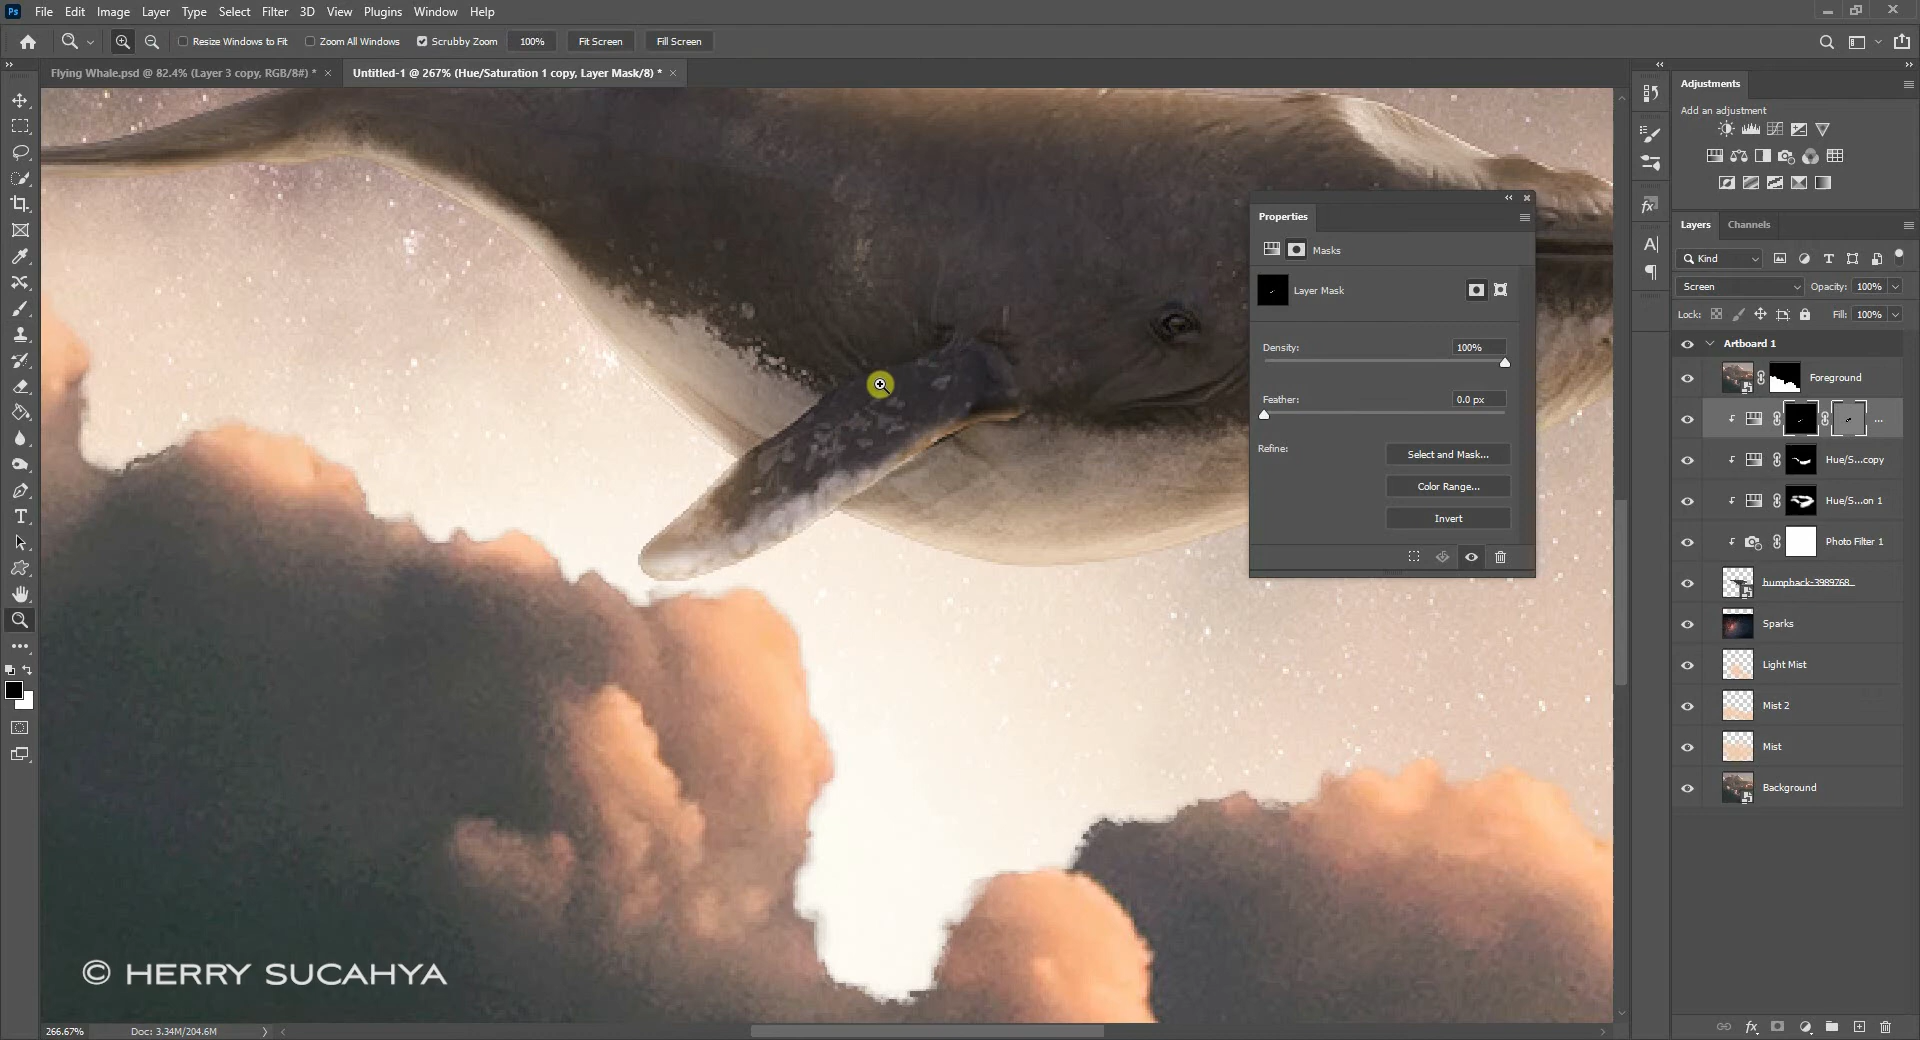 Ps File Edit Image Layer Type Select Filter 3D View Plugins Window Help
Resize Windows to Fit Zoom All Windows Scrubby Zoom 100% Fit Screen Fill Screen
Flying Whale.psd @ 82.4% (Layer 3 copy, RGB/8#) * × Untitled-1 @ 267% (Hue/Saturation 1 copy, Layer Mask/8) * ×
Adjustments
Add an adjustment
Properties
Masks
Layer Mask
Density: 100%
Feather: 0.0 px
Refine: Select and Mask...
Color Range...
Invert
Layers Channels
Kind
Screen Opacity: 100%
Lock: Fill: 100%
Artboard 1
Foreground
...
Hue/S...copy
Hue/S...on 1
Photo Filter 1
humpback-3989768...
Sparks
Light Mist
Mist 2
Mist
Background
© HERRY SUCAHYA
266.67% Doc: 3.34M/204.6M